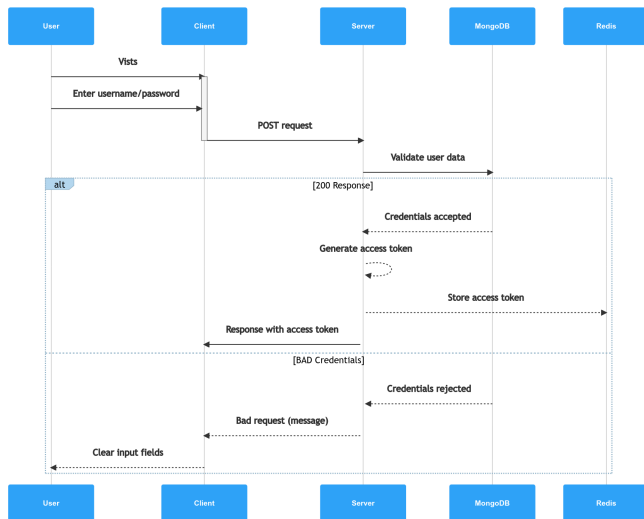 User Client Server MongoDB Redis
Vists
Enter username/password
POST request
Validate user data
alt [200 Response]
Credentials accepted
Generate access token
Store access token
Response with access token
[BAD Credentials]
Credentials rejected
Bad request (message)
Clear input fields
User Client Server MongoDB Redis